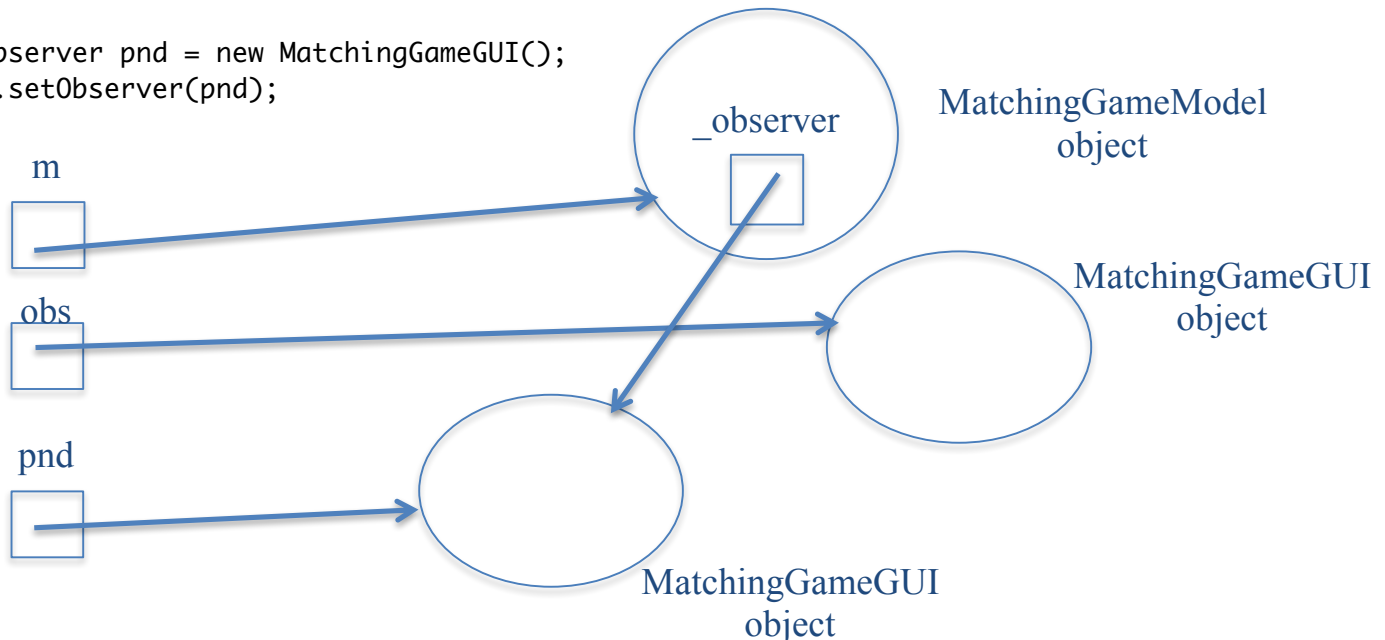 bserver pnd = new MatchingGameGUI();
.setObserver(pnd);
_observer
MatchingGameModel
object
m
MatchingGameGUI
object
obs
pnd
MatchingGameGUI
object